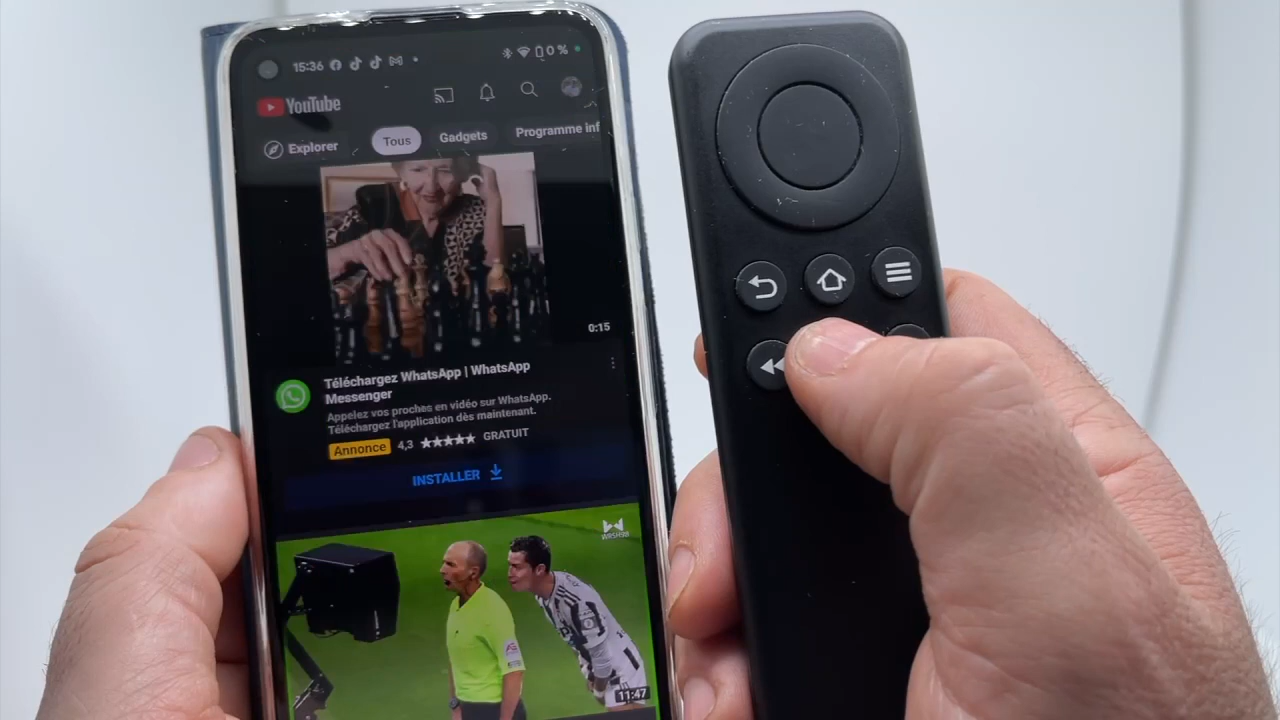 15:36
0 %
YouTube
Explorer
Tous
Gadgets
Programme inf
0:15
Téléchargez WhatsApp | WhatsApp
Messenger
Appelez vos proches en vidéo sur WhatsApp.
Téléchargez l'application dès maintenant.
Annonce 4,3 ★★★★★ GRATUIT
INSTALLER
11:47